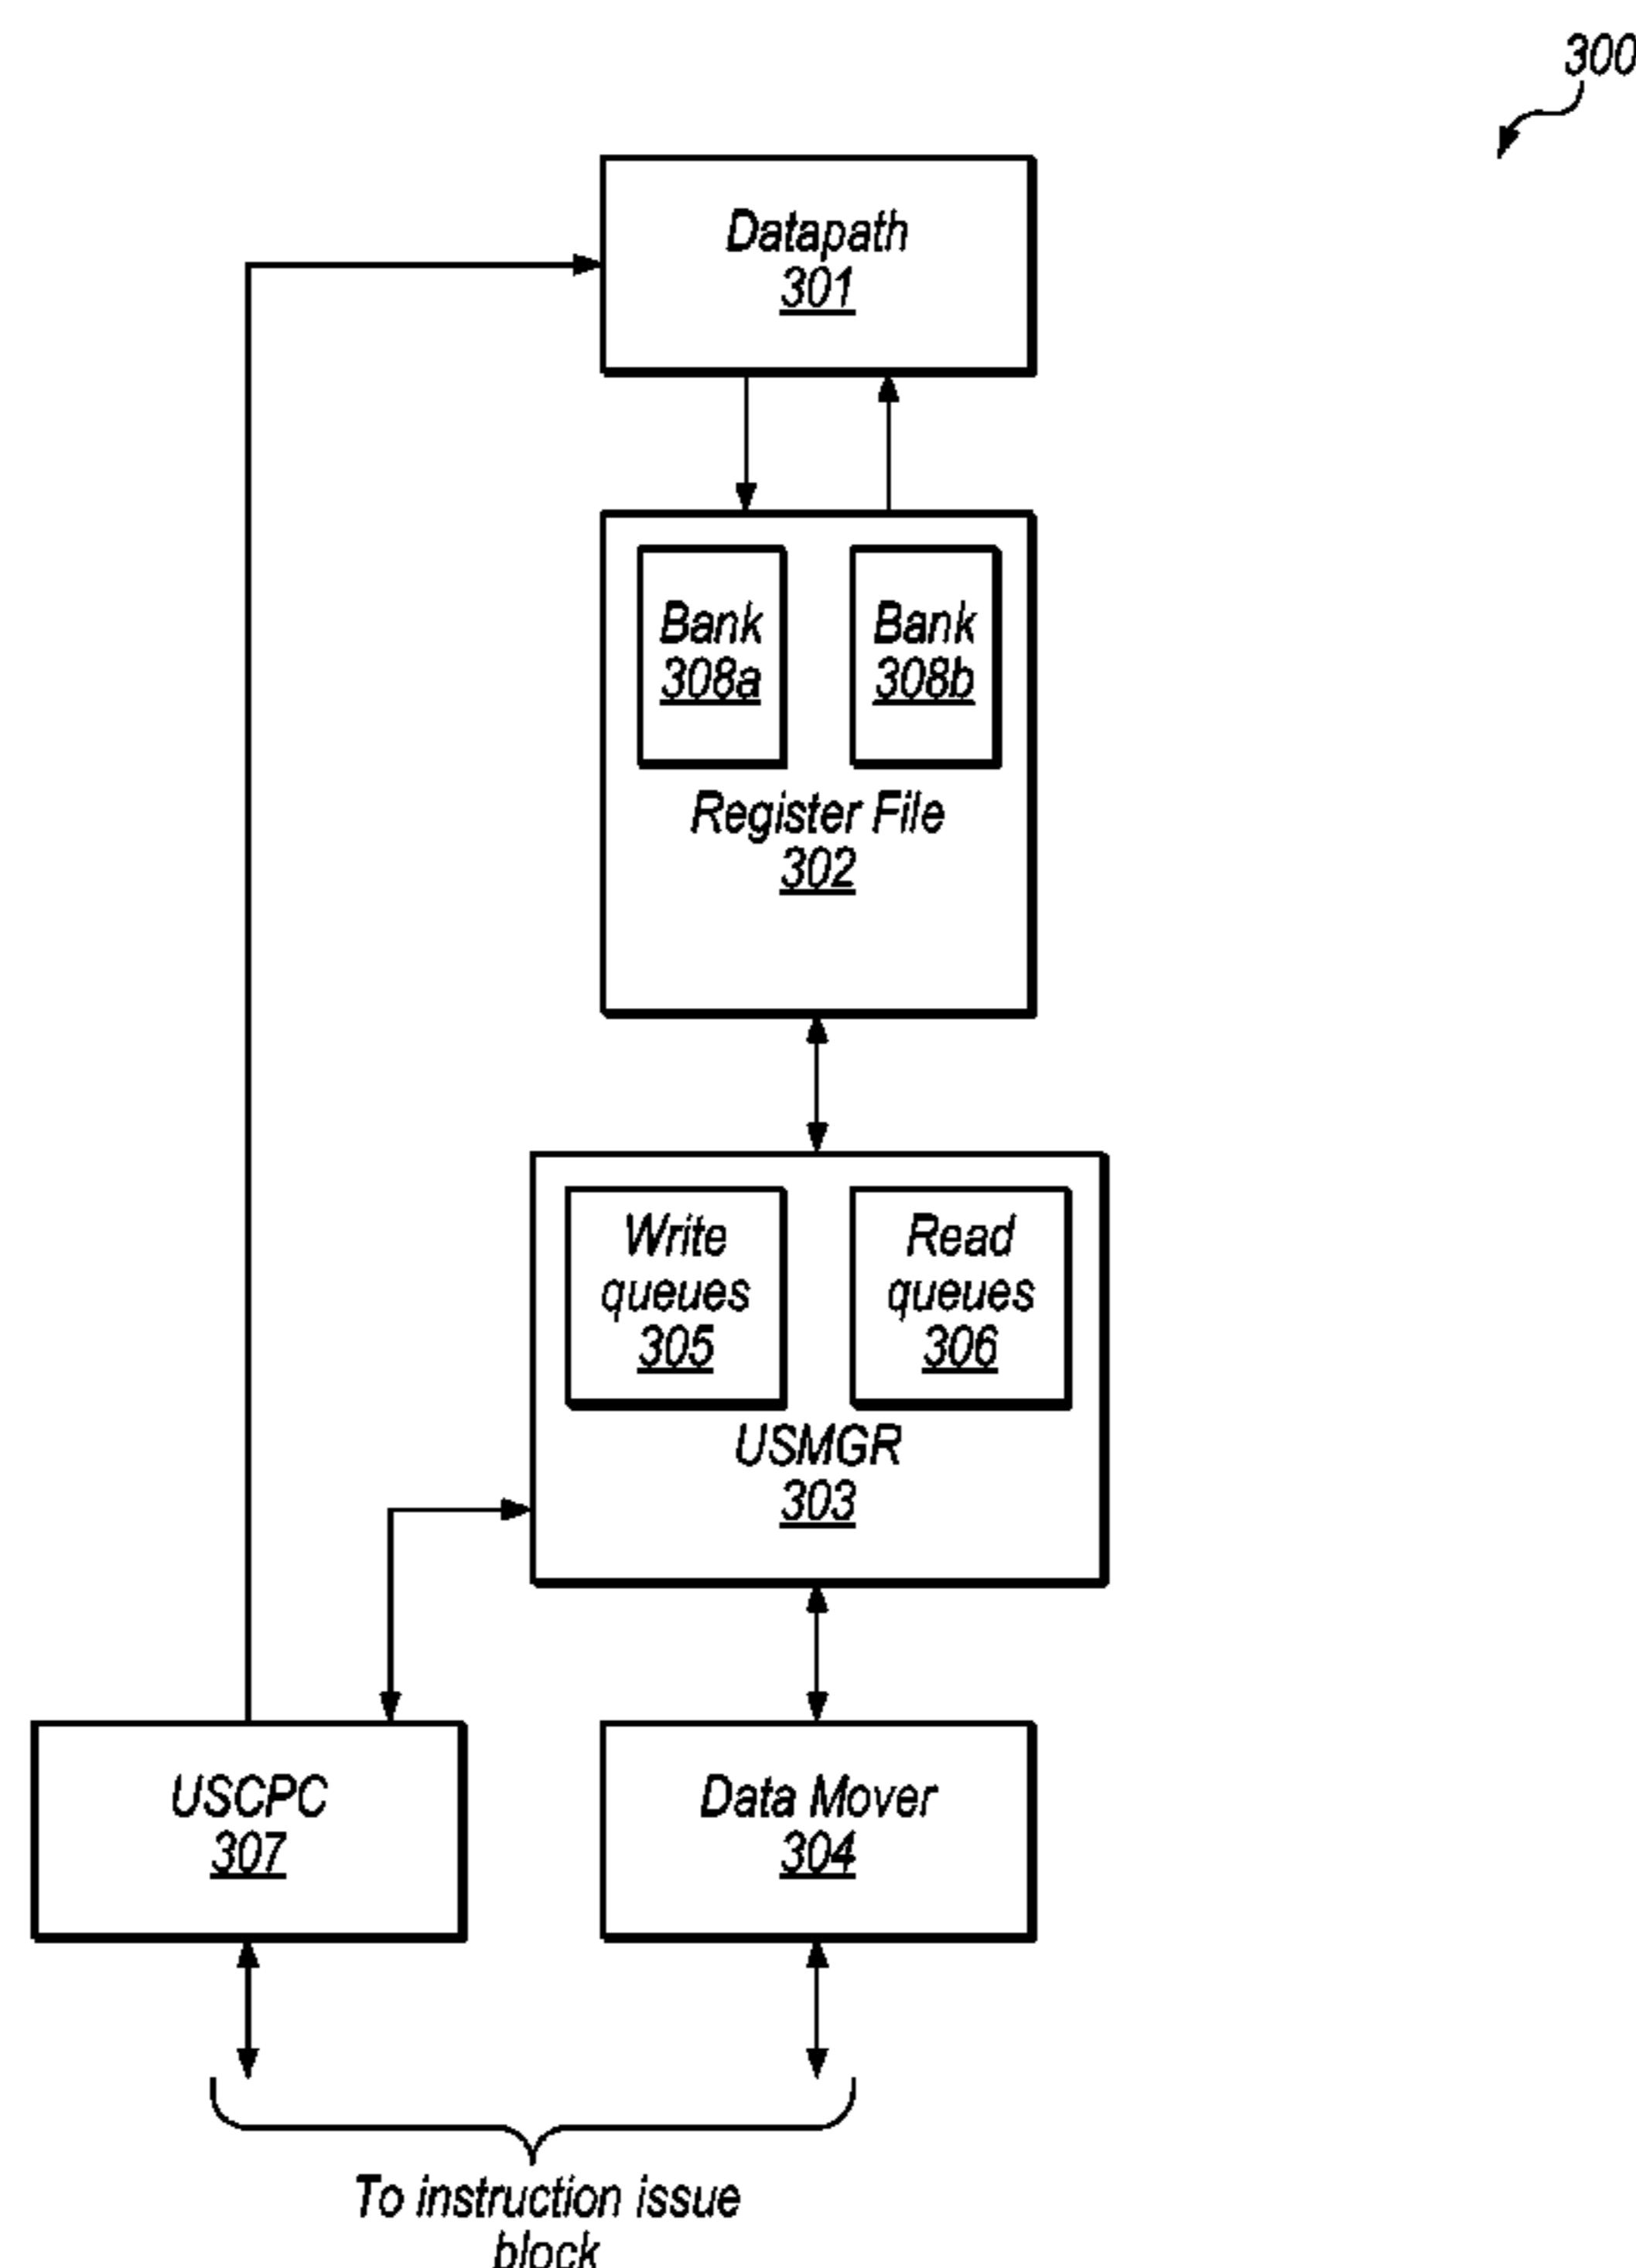 300
Datapath
301
Bank
308a
Bank
308b
Register File
302
Write
queues
305
Read
queues
306
USMGR
303
USCPC
307
Data Mover
304
To instruction issue
block